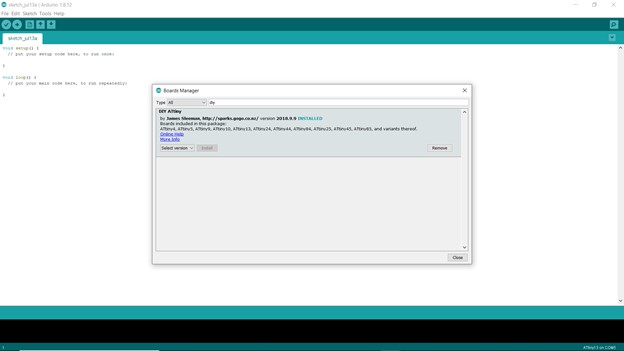 sketch_jul13a | Arduino 1.8.12
File Edit Sketch Tools Help
sketch_jul13a
void setup() {
// put your setup code here, to run once:
}
void loop() {
// put your main code here, to run repeatedly:
}
Boards Manager
Type All diy
DIY ATtiny
by James Sleeman, http://sparks.gogo.co.nz/ version 2018.9.9 INSTALLED
Boards included in this package:
ATtiny4, ATtiny5, ATtiny9, ATtiny10, ATtiny13, ATtiny24, ATtiny44, ATtiny84, ATtiny25, ATtiny45, ATtiny85, and variants thereof.
Online Help
More Info
Select version Install Remove
Close
1 ATtiny13 on COM5